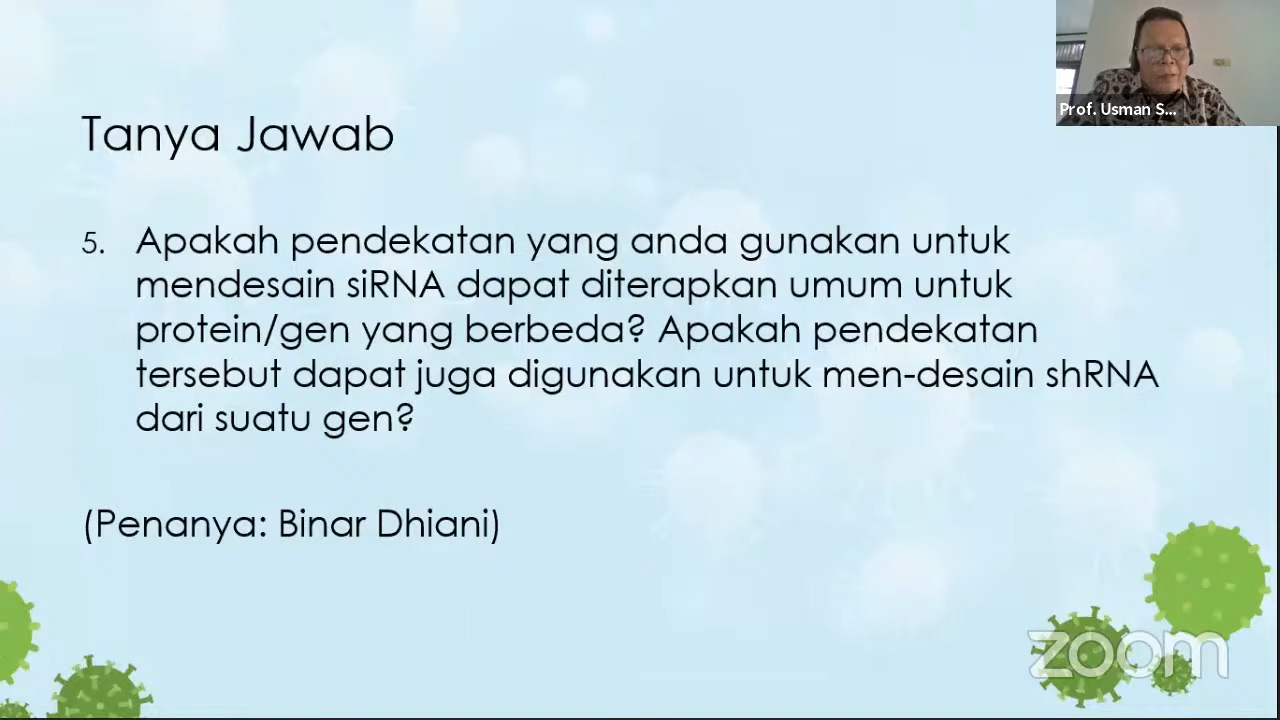 Prof. Usman S...
Tanya Jawab
5. Apakah pendekatan yang anda gunakan untuk
mendesain siRNA dapat diterapkan umum untuk
protein/gen yang berbeda? Apakah pendekatan
tersebut dapat juga digunakan untuk men-desain shRNA
dari suatu gen?
(Penanya: Binar Dhiani)
zoom